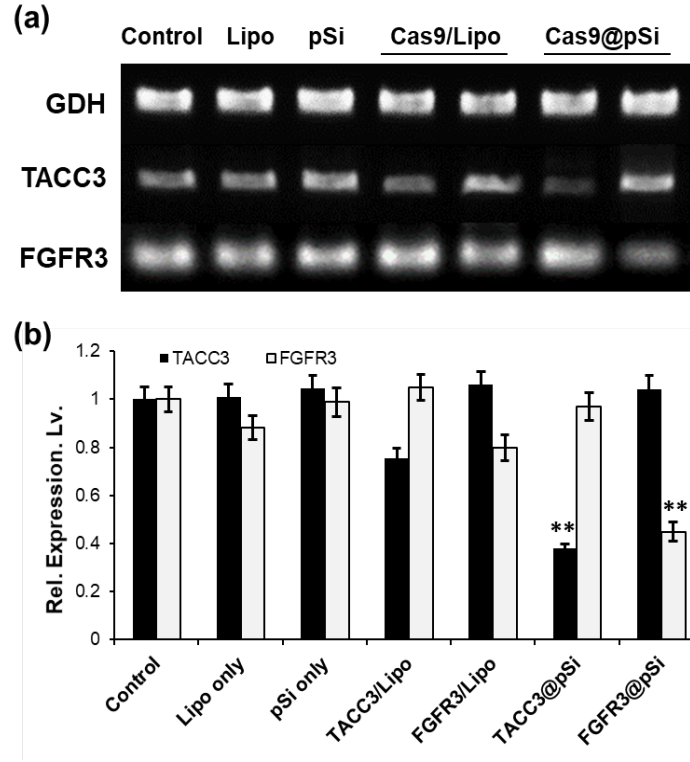 (a)
Control Lipo pSi Cas9/Lipo Cas9@pSi
GDH
TACC3
FGFR3
(b)
1.2
1
0.8
0.6
0.4
0.2
0
Rel. Expression. Lv.
TACC3 FGFR3
**
**
Control
Lipo only
pSi only
TACC3/Lipo
FGFR3/Lipo
TACC3@pSi
FGFR3@pSi